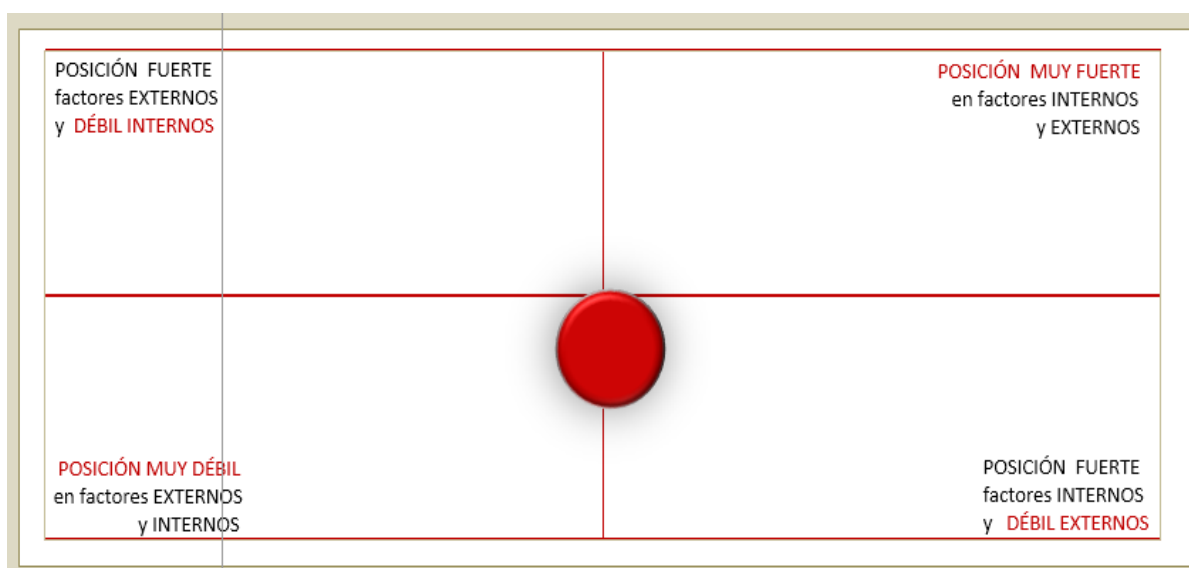 POSICIÓN FUERTE
factores EXTERNOS
y DÉBIL INTERNOS
POSICIÓN MUY FUERTE
en factores INTERNOS
y EXTERNOS
POSICIÓN MUY DÉBIL
en factores EXTERNOS
y INTERNOS
POSICIÓN FUERTE
factores INTERNOS
y DÉBIL EXTERNOS